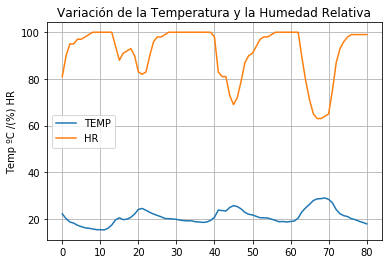 Variación de la Temperatura y la Humedad Relativa
Temp ºC /(%) HR
100
80
60
40
20
TEMP
HR
0 10 20 30 40 50 60 70 80